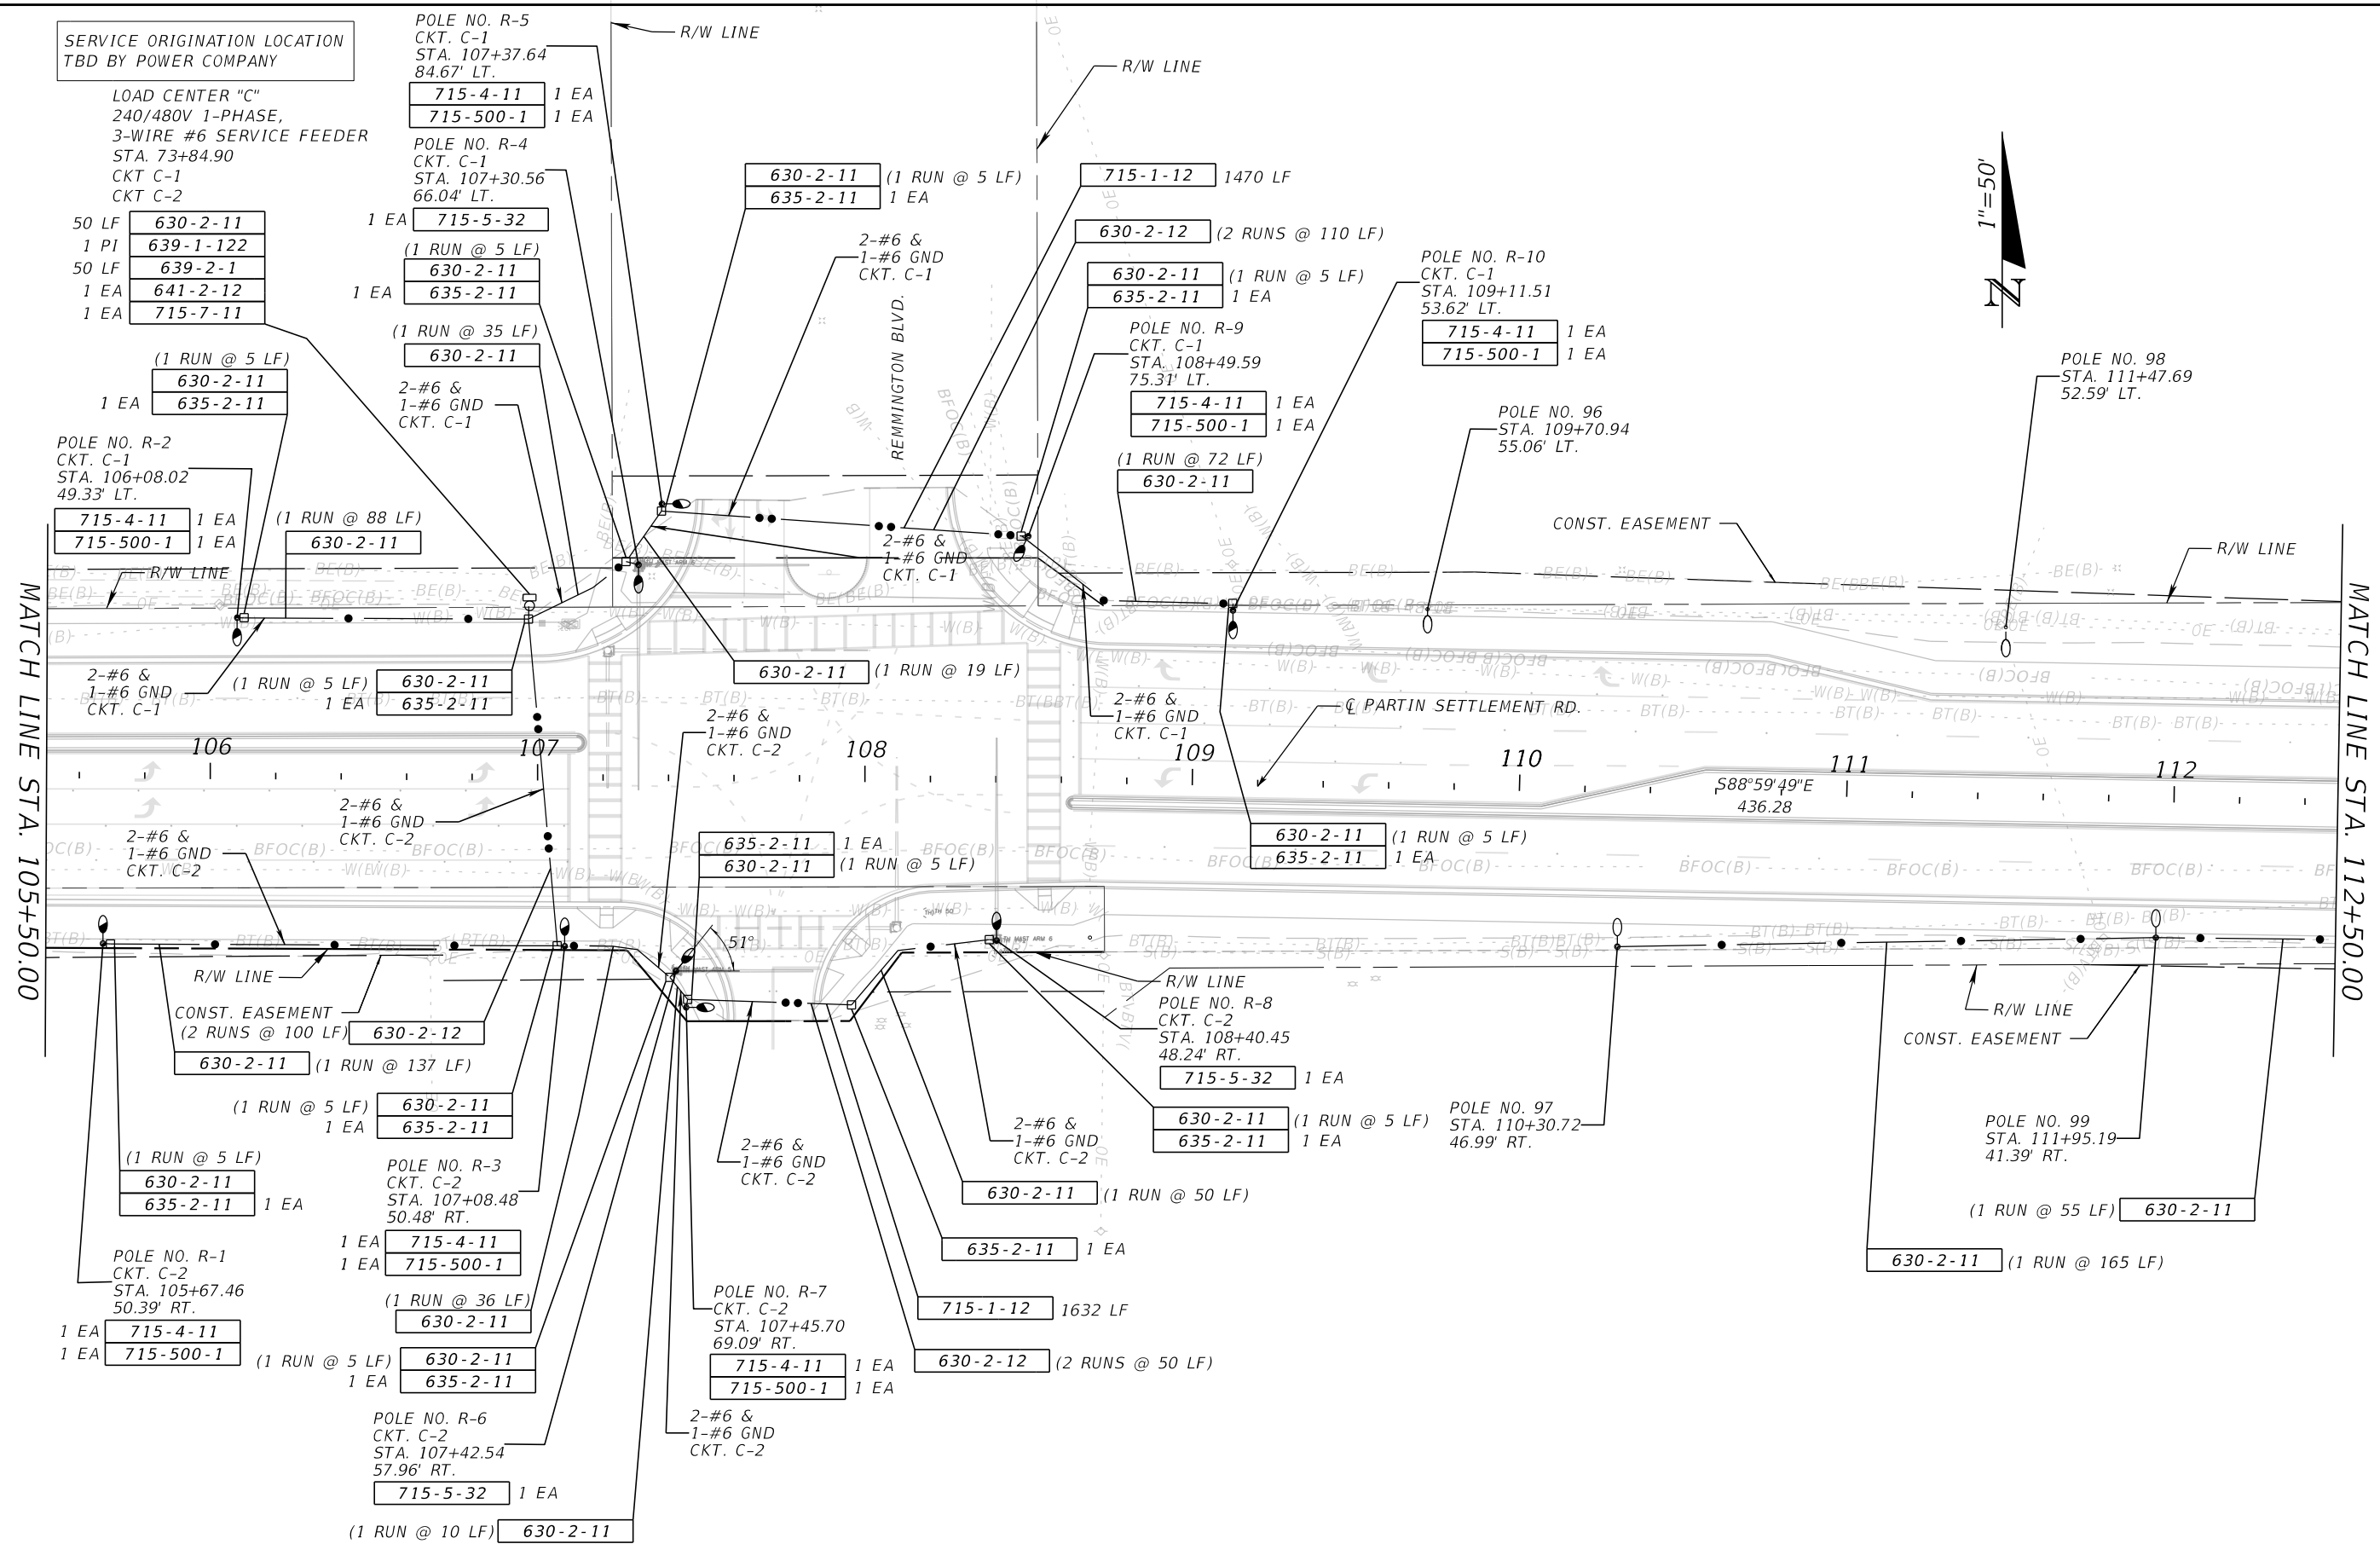 SERVICE ORIGINATION LOCATION
TBD BY POWER COMPANY
LOAD CENTER "C"
240/480V 1-PHASE,
3-WIRE #6 SERVICE FEEDER
STA. 73+84.90
CKT C-1
CKT C-2
50 LF 630-2-11
1 PI 639-1-122
50 LF 639-2-1
1 EA 641-2-12
1 EA 715-7-11
(1 RUN @ 5 LF)
630-2-11
1 EA 635-2-11
POLE NO. R-2
CKT. C-1
STA. 106+08.02
49.33' LT.
715-4-11 1 EA
715-500-1 1 EA
(1 RUN @ 88 LF)
630-2-11
R/W LINE
2-#6 &
1-#6 GND
CKT. C-1
POLE NO. R-5
CKT. C-1
STA. 107+37.64
84.67' LT.
715-4-11 1 EA
715-500-1 1 EA
POLE NO. R-4
CKT. C-1
STA. 107+30.56
66.04' LT.
1 EA 715-5-32
(1 RUN @ 5 LF)
630-2-11
1 EA 635-2-11
(1 RUN @ 35 LF)
630-2-11
2-#6 &
1-#6 GND
CKT. C-1
R/W LINE
630-2-11 (1 RUN @ 5 LF)
635-2-11 1 EA
2-#6 &
1-#6 GND
CKT. C-1
REMMINGTON BLVD.
R/W LINE
715-1-12 1470 LF
630-2-12 (2 RUNS @ 110 LF)
630-2-11 (1 RUN @ 5 LF)
635-2-11 1 EA
POLE NO. R-9
CKT. C-1
STA. 108+49.59
75.31' LT.
715-4-11 1 EA
715-500-1 1 EA
(1 RUN @ 72 LF)
630-2-11
POLE NO. R-10
CKT. C-1
STA. 109+11.51
53.62' LT.
715-4-11 1 EA
715-500-1 1 EA
POLE NO. 96
STA. 109+70.94
55.06' LT.
CONST. EASEMENT
1"=50'
N
POLE NO. 98
STA. 111+47.69
52.59' LT.
R/W LINE
2-#6 &
1-#6 GND
CKT. C-1
630-2-11 (1 RUN @ 19 LF)
(1 RUN @ 5 LF) 630-2-11
1 EA 635-2-11
2-#6 &
1-#6 GND
CKT. C-2
2-#6 &
1-#6 GND
CKT. C-1
℄ PARTIN SETTLEMENT RD.
MATCH LINE STA. 105+50.00
MATCH LINE STA. 112+50.00
106
107
108
109
110
111
112
S88°59'49"E
436.28
2-#6 &
1-#6 GND
CKT. C-2
2-#6 &
1-#6 GND
CKT. C-2
635-2-11 1 EA
630-2-11 (1 RUN @ 5 LF)
630-2-11 (1 RUN @ 5 LF)
635-2-11 1 EA
51°
R/W LINE
CONST. EASEMENT
(2 RUNS @ 100 LF) 630-2-12
630-2-11 (1 RUN @ 137 LF)
(1 RUN @ 5 LF) 630-2-11
1 EA 635-2-11
(1 RUN @ 5 LF)
630-2-11
635-2-11 1 EA
POLE NO. R-3
CKT. C-2
STA. 107+08.48
50.48' RT.
1 EA 715-4-11
1 EA 715-500-1
POLE NO. R-1
CKT. C-2
STA. 105+67.46
50.39' RT.
1 EA 715-4-11
1 EA 715-500-1
(1 RUN @ 36 LF)
630-2-11
(1 RUN @ 5 LF) 630-2-11
1 EA 635-2-11
POLE NO. R-6
CKT. C-2
STA. 107+42.54
57.96' RT.
715-5-32 1 EA
(1 RUN @ 10 LF) 630-2-11
2-#6 &
1-#6 GND
CKT. C-2
POLE NO. R-7
CKT. C-2
STA. 107+45.70
69.09' RT.
715-4-11 1 EA
715-500-1 1 EA
2-#6 &
1-#6 GND
CKT. C-2
R/W LINE
POLE NO. R-8
CKT. C-2
STA. 108+40.45
48.24' RT.
715-5-32 1 EA
630-2-11 (1 RUN @ 5 LF)
635-2-11 1 EA
2-#6 &
1-#6 GND
CKT. C-2
630-2-11 (1 RUN @ 50 LF)
635-2-11 1 EA
715-1-12 1632 LF
630-2-12 (2 RUNS @ 50 LF)
POLE NO. 97
STA. 110+30.72
46.99' RT.
R/W LINE
CONST. EASEMENT
POLE NO. 99
STA. 111+95.19
41.39' RT.
(1 RUN @ 55 LF) 630-2-11
630-2-11 (1 RUN @ 165 LF)